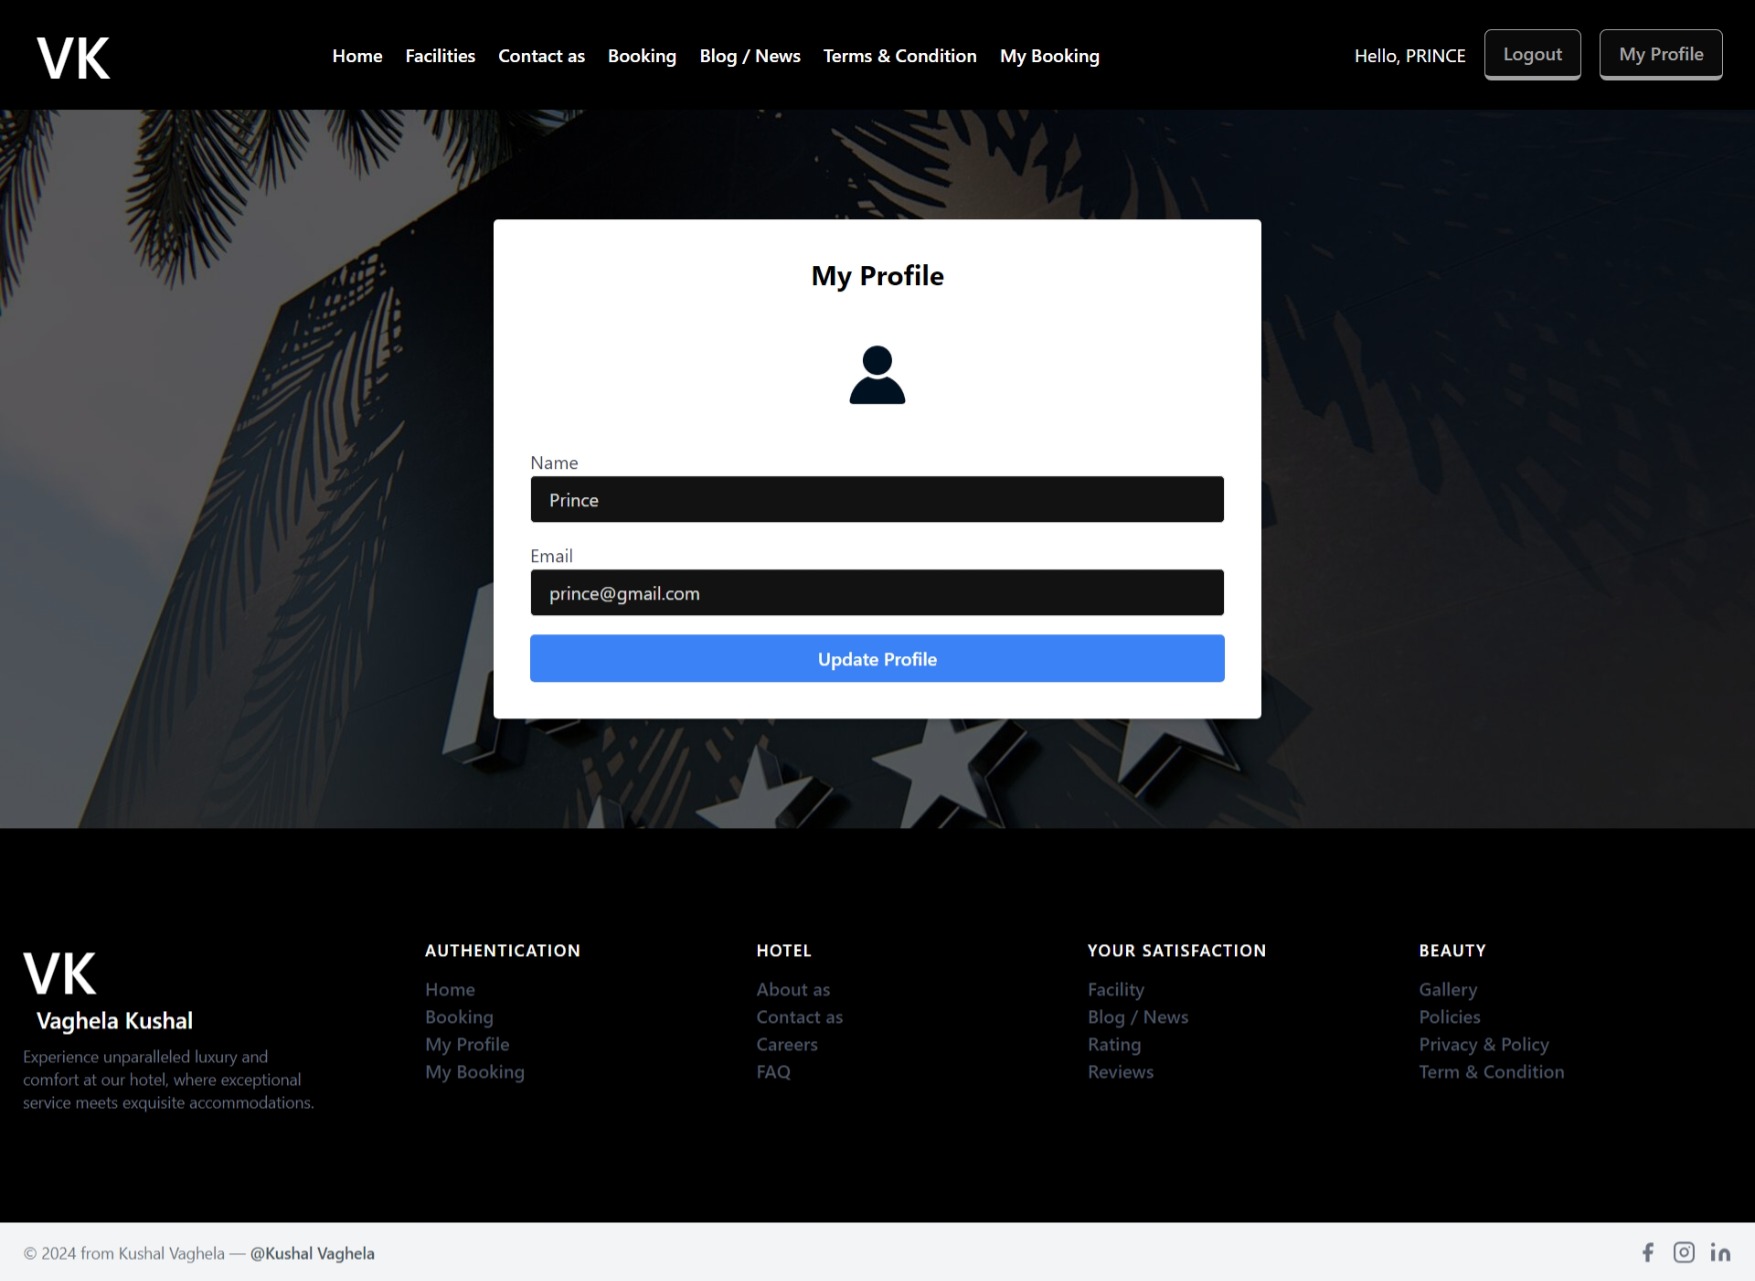 VK
Home Facilities Contact as Booking Blog / News Terms & Condition My Booking
Hello, PRINCE Logout My Profile
My Profile
Name
Prince
Email
prince@gmail.com
Update Profile
VK
Vaghela Kushal
Experience unparalleled luxury and
comfort at our hotel, where exceptional
service meets exquisite accommodations.
AUTHENTICATION
Home
Booking
My Profile
My Booking
HOTEL
About as
Contact as
Careers
FAQ
YOUR SATISFACTION
Facility
Blog / News
Rating
Reviews
BEAUTY
Gallery
Policies
Privacy & Policy
Term & Condition
© 2024 from Kushal Vaghela — @Kushal Vaghela